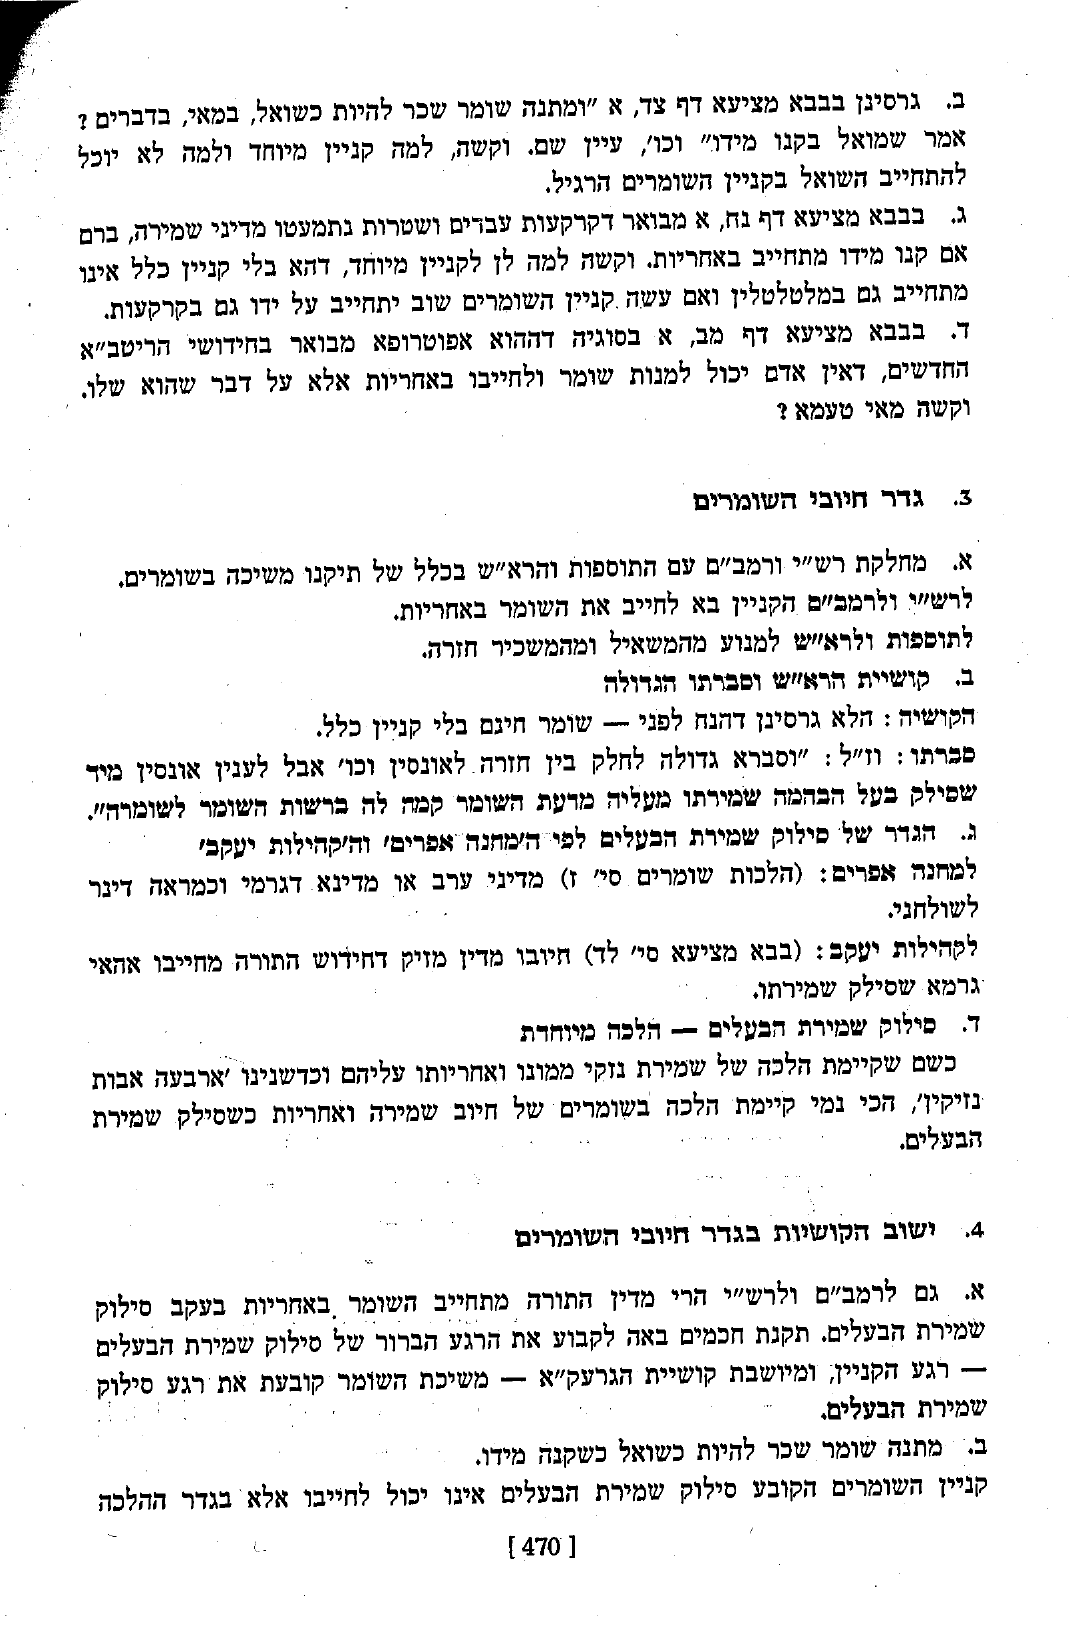 ב. גרסינן בבבא מציעא דף צד, א "ומתנה שומר שכר להיות כשואל, במאי, בדברים ?
אמר שמואל בקנו מידו" וכו', עיין שם. וקשה, למה קניין מיוחד ולמה לא יוכל
להתחייב השואל בקניין השומרים הרגיל.
ג. בבבא מציעא דף נח, א מבואר דקרקעות עבדים ושטרות נתמעטו מדיני שמירה, ברם
אם קנו מידו מתחייב באחריות. וקשה למה לן לקניין מיוחד, דהא בלי קניין כלל אינו
מתחייב גם במלטלטלין ואם עשה קניין השומרים שוב יתחייב על ידו גם בקרקעות.
ד. בבבא מציעא דף מב, א בסוגיה דההוא אפוטרופא מבואר בחידושי הריטב"א
החדשים, דאין אדם יכול למנות שומר ולחייבו באחריות אלא על דבר שהוא שלו.
וקשה מאי טעמא ?
3. גדר חיובי השומרים
א. מחלקת רש"י ורמב"ם עם התוספות והרא"ש בכלל של תיקנו משיכה בשומרים.
לרש"י ולרמב"ם הקניין בא לחייב את השומר באחריות.
לתוספות ולרא"ש למנוע מהמשאיל ומהמשכיר חזרה.
ב. קושיית הרא"ש וסברתו הגדולה
הקושיה : הלא גרסינן דהנח לפני — שומר חינם בלי קניין כלל.
סברתו : וז"ל : "וסברא גדולה לחלק בין חזרה לאונסין וכו' אבל לענין אונסין מיד
שסילק בעל הבהמה שמירתו מעליה מדעת השומר קמה לה ברשות השומר לשומרה".
ג. הגדר של סילוק שמירת הבעלים לפי ה'מחנה אפרים' וה'קהילות יעקב'
למחנה אפרים : (הלכות שומרים סי' ז) מדיני ערב או מדינא דגרמי וכמראה דינר
לשולחני.
לקהילות יעקב : (בבא מציעא סי' לד) חיובו מדין מזיק דחידוש התורה מחייבו אהאי
גרמא שסילק שמירתו.
ד. סילוק שמירת הבעלים — הלכה מיוחדת
כשם שקיימת הלכה של שמירת נזקי ממונו ואחריותו עליהם וכדשנינו 'ארבעה אבות
נזיקין', הכי נמי קיימת הלכה בשומרים של חיוב שמירה ואחריות כשסילק שמירת
הבעלים.
4. ישוב הקושיות בגדר חיובי השומרים
א. גם לרמב"ם ולרש"י הרי מדין התורה מתחייב השומר באחריות בעקב סילוק
שמירת הבעלים. תקנת חכמים באה לקבוע את הרגע הברור של סילוק שמירת הבעלים
— רגע הקניין, ומיושבת קושיית הגרעק"א — משיכת השומר קובעת את רגע סילוק
שמירת הבעלים.
ב. מתנה שומר שכר להיות כשואל כשקנה מידו.
קניין השומרים הקובע סילוק שמירת הבעלים אינו יכול לחייבו אלא בגדר ההלכה
[ 470 ]